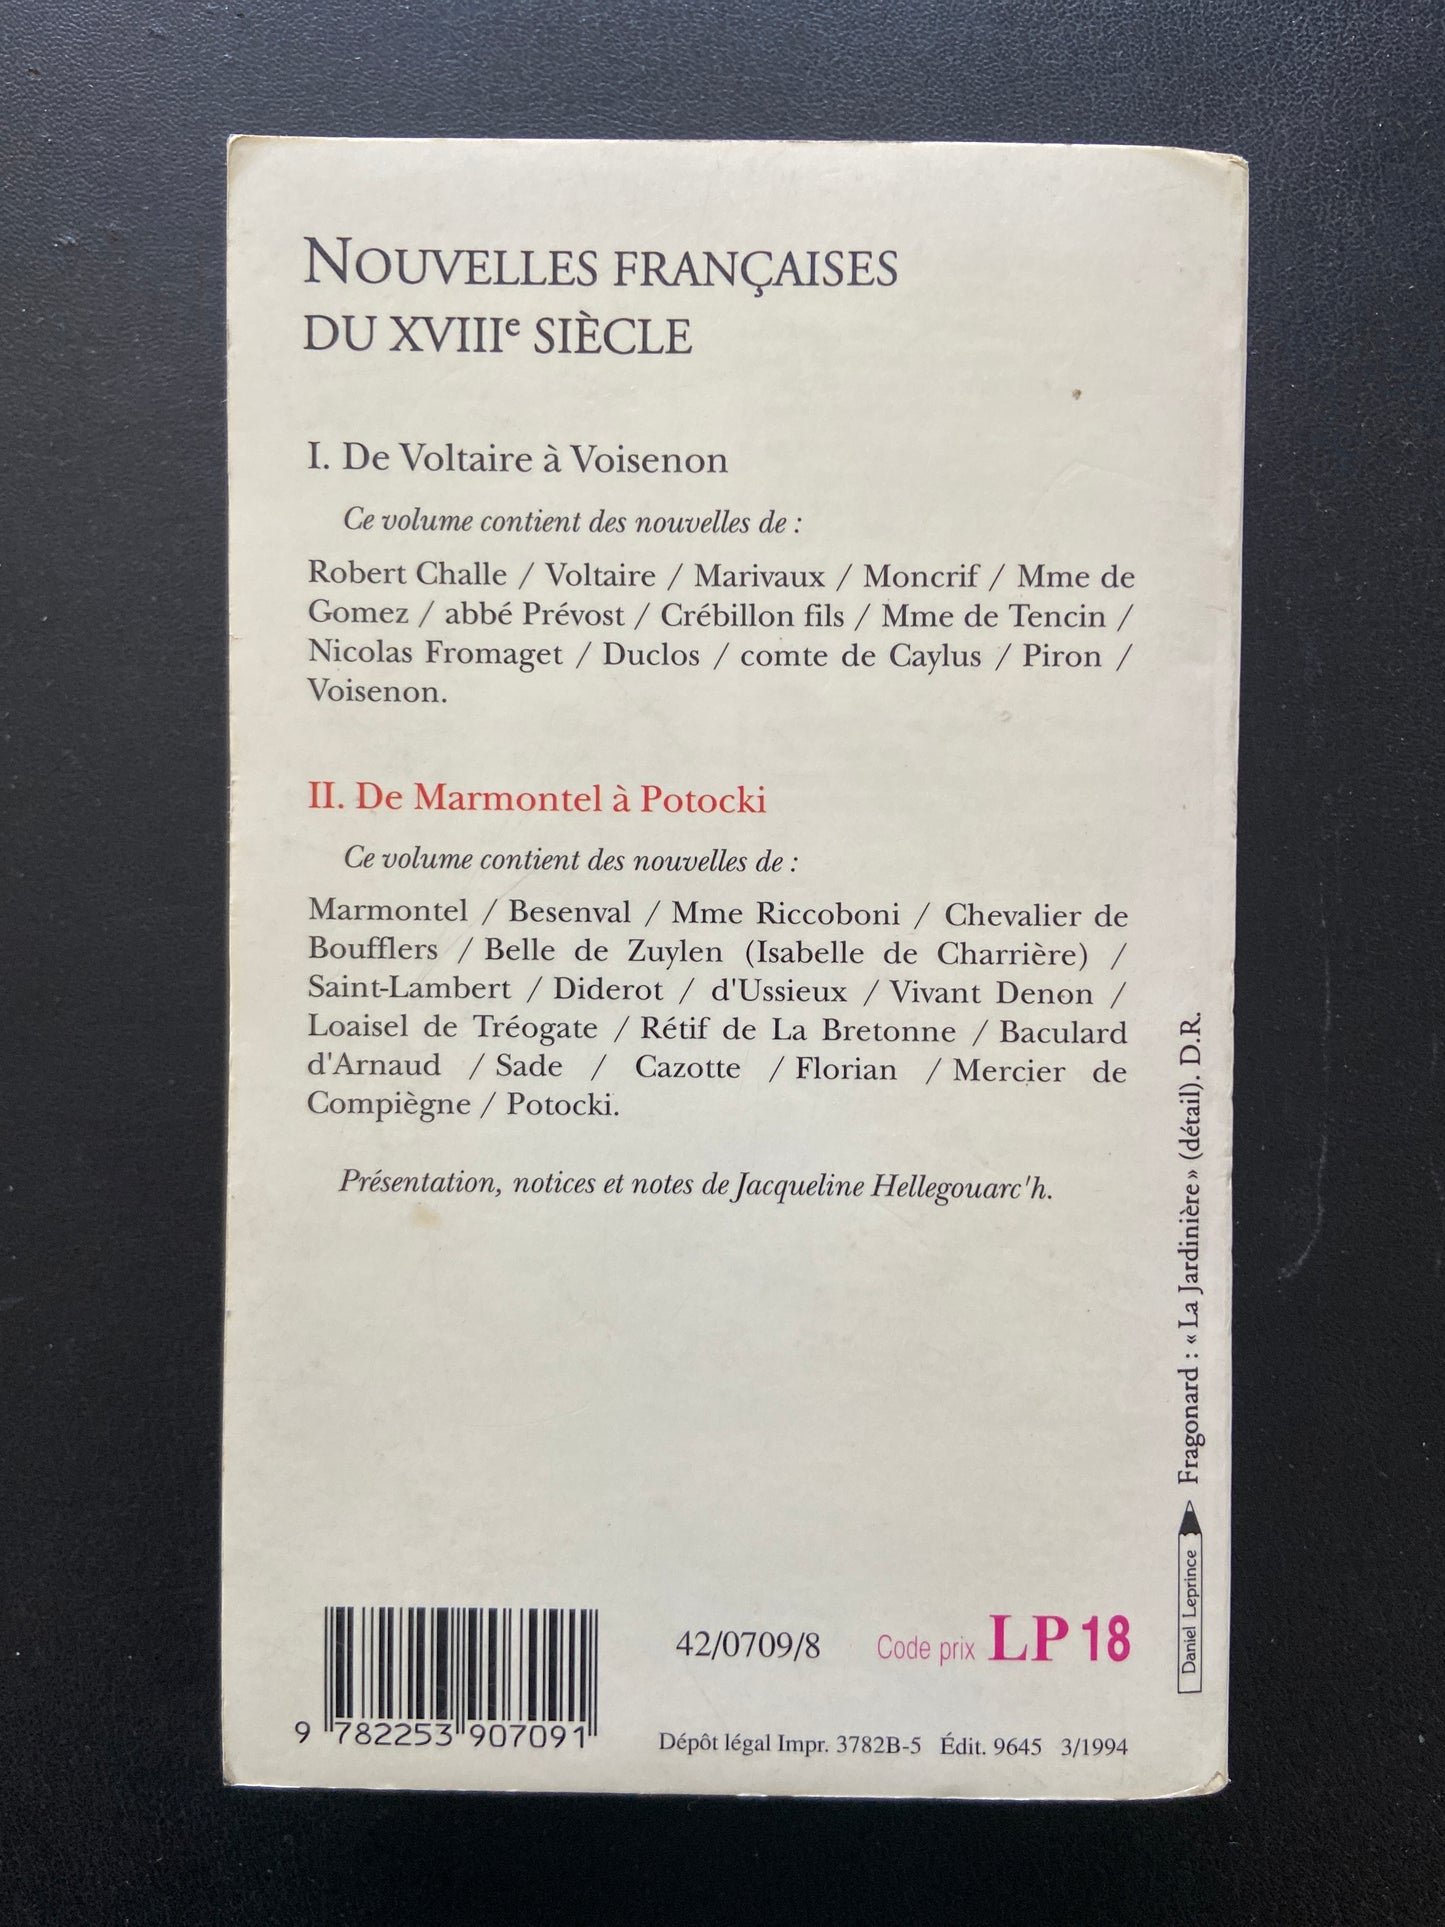 NOUVELLES FRANÇAISES
DU XVIIIe SIÈCLE
I. De Voltaire à Voisenon
Ce volume contient des nouvelles de :
Robert Challe / Voltaire / Marivaux / Moncrif / Mme de
Gomez / abbé Prévost / Crébillon fils / Mme de Tencin /
Nicolas Fromaget / Duclos / comte de Caylus / Piron /
Voisenon.
II. De Marmontel à Potocki
Ce volume contient des nouvelles de :
Marmontel / Besenval / Mme Riccoboni / Chevalier de
Boufflers / Belle de Zuylen (Isabelle de Charrière) /
Saint-Lambert / Diderot / d'Ussieux / Vivant Denon /
Loaisel de Tréogate / Rétif de La Bretonne / Baculard
d'Arnaud / Sade / Cazotte / Florian / Mercier de
Compiègne / Potocki.
Présentation, notices et notes de Jacqueline Hellegouarc'h.
42/0709/8 Code prix LP 18
9 782253 907091
Dépôt légal Impr. 3782B-5 Édit. 9645 3/1994
Daniel Leprince Fragonard : « La Jardinière » (détail). D.R.